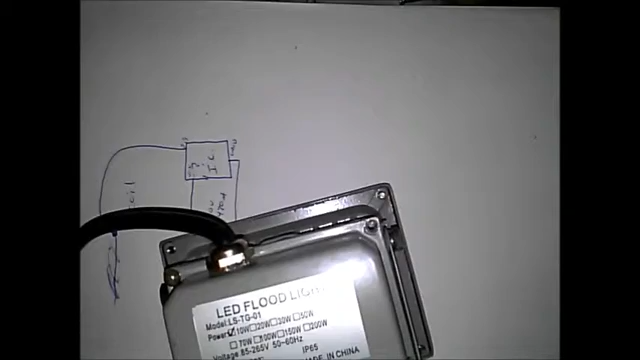 I.C.
oil
LED FLOOD LIGHT
Model:LS-TG-01
Power:☑10W☐20W☐30W☐50W
☐70W☐100W☐150W☐200W
Voltage 85-265V 50~60Hz
IP65
MADE IN CHINA